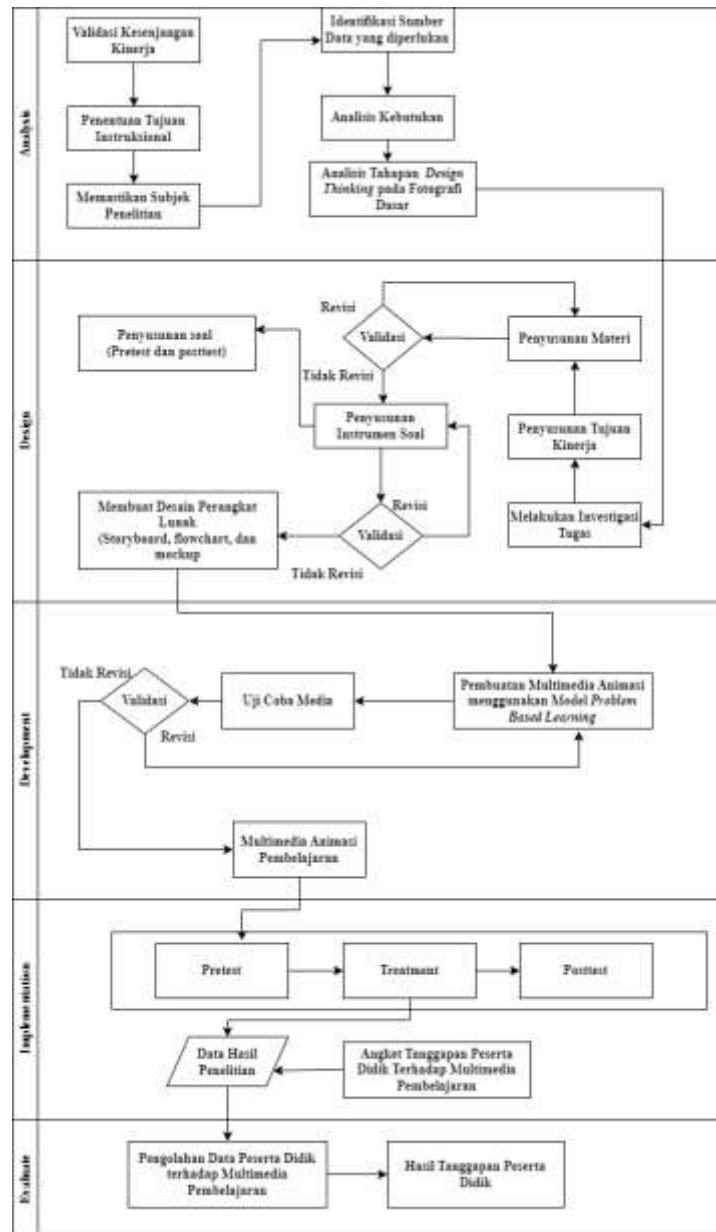 Analysis
Validasi Kesenjangan
Kinerja
Penentuan Tujuan
Instruksional
Memastikan Subjek
Penelitian
Identifikasi Sumber
Data yang diperlukan
Analisis Kebutukan
Analisis Tahapan Design
Thinking pada Fotografi
Dasar
Design
Penyusunan soal
(Pretest dan posttest)
Revisi
Validasi
Tidak Revisi
Penyusunan Materi
Penyusunan
Instrumen Soal
Penyusunan Tujuan
Kinerja
Membuat Desain Perangkat
Lunak
(Storyboard, flowchart, dan
mockup
Revisi
Validasi
Tidak Revisi
Melakukan Investigasi
Tugas
Development
Tidak Revisi
Validasi
Revisi
Uji Coba Media
Pembuatan Multimedia Animasi
menggunakan Model Problem
Based Learning
Multimedia Animasi
Pembelajaran
Implementation
Pretest
Treatment
Posttest
Data Hasil
Penelitian
Angket Tanggapan Peserta
Didik Terhadap Multimedia
Pembelajaran
Evaluate
Pengolahan Data Peserta Didik
terhadap Multimedia
Pembelajaran
Hasil Tanggapan Peserta
Didik